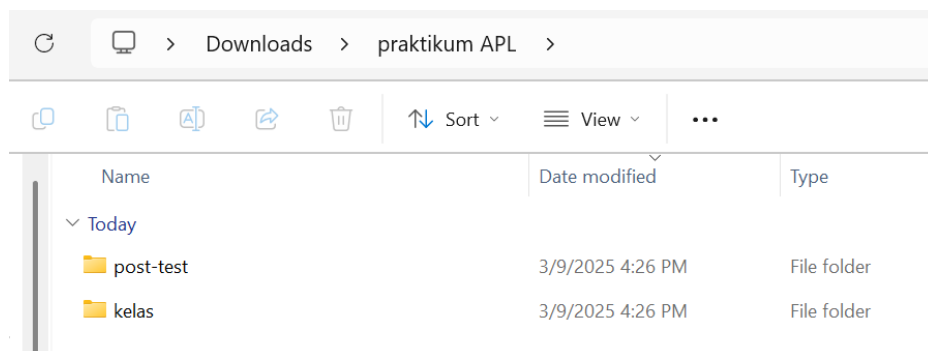 Downloads > praktikum APL >
Sort View
Name Date modified Type
Today
post-test 3/9/2025 4:26 PM File folder
kelas 3/9/2025 4:26 PM File folder